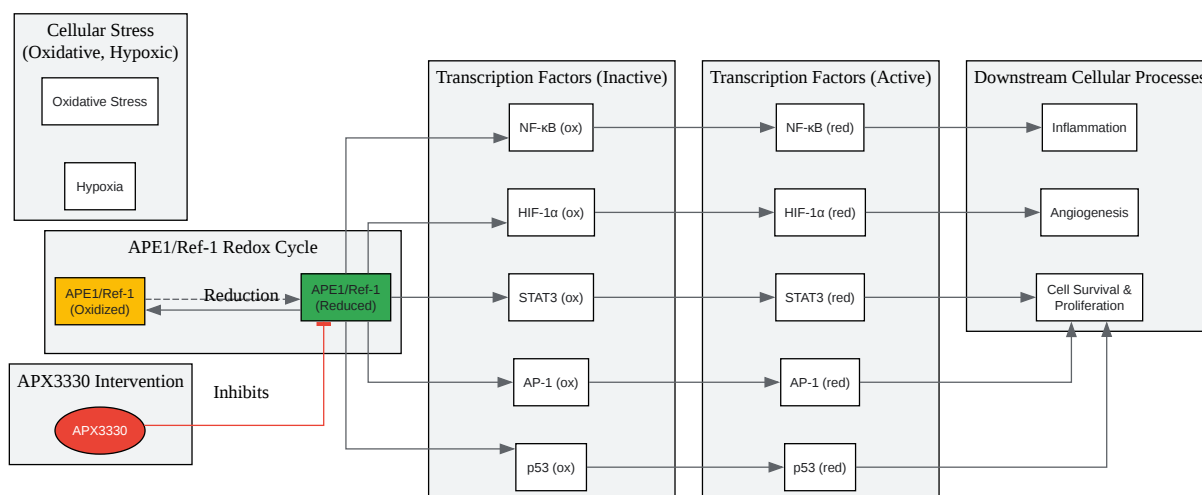 Cellular Stress
(Oxidative, Hypoxic)
Oxidative Stress
Hypoxia
APE1/Ref-1 Redox Cycle
APE1/Ref-1
(Oxidized)
Reduction
APE1/Ref-1
(Reduced)
APX3330 Intervention
APX3330
Inhibits
Transcription Factors (Inactive)
NF-κB (ox)
HIF-1α (ox)
STAT3 (ox)
AP-1 (ox)
p53 (ox)
Transcription Factors (Active)
NF-κB (red)
HIF-1α (red)
STAT3 (red)
AP-1 (red)
p53 (red)
Downstream Cellular Processes
Inflammation
Angiogenesis
Cell Survival &
Proliferation